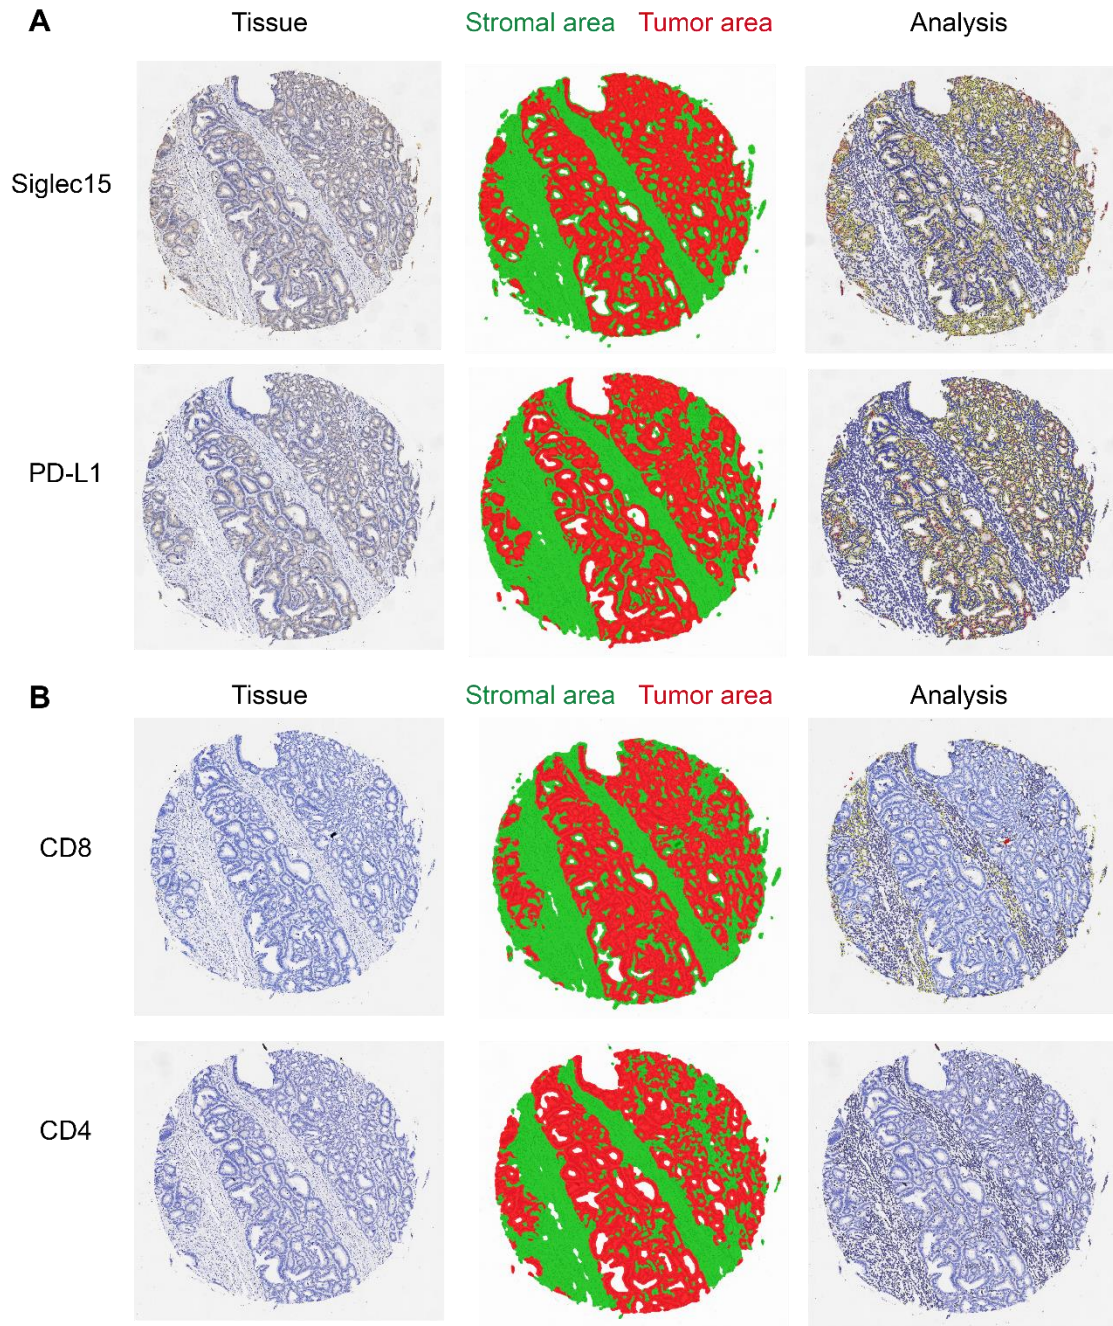 A
Tissue Stromal area Tumor area Analysis
Siglec15
PD-L1
B
Tissue Stromal area Tumor area Analysis
CD8
CD4